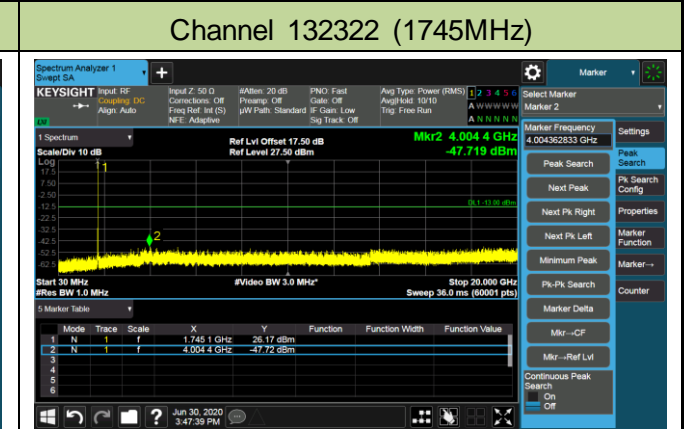 Channel 132322 (1745MHz)
Spectrum Analyzer 1
Swept SA
Marker
KEYSIGHT Input: RF
Coupling: DC
Align: Auto
Input Z: 50 Ω
Corrections: Off
Freq Ref: Int (S)
NFE: Adaptive
#Atten: 20 dB
Preamp: Off
µW Path: Standard
PNO: Fast
Gate: Off
IF Gain: Low
Sig Track: Off
Avg Type: Power (RMS)
Avg|Hold: 10/10
Trig: Free Run
1 2 3 4 5 6
A W W W W W
A N N N N N
LV
Select Marker
Marker 2
Marker Frequency
4.004362833 GHz
Settings
Peak Search
Peak
Search
Next Peak
Pk Search
Config
Next Pk Right
Properties
Next Pk Left
Marker
Function
Minimum Peak
Marker→
Pk-Pk Search
Counter
Marker Delta
Mkr→CF
Mkr→Ref Lvl
Continuous Peak
Search
On
Off
1 Spectrum
Scale/Div 10 dB
Ref Lvl Offset 17.50 dB
Ref Level 27.50 dBm
Mkr2 4.004 4 GHz
-47.719 dBm
Log
17.5
7.50
-2.50
-12.5
-22.5
-32.5
-42.5
-52.5
-62.5
1
2
DL1 -13.00 dBm
Start 30 MHz
#Res BW 1.0 MHz
#Video BW 3.0 MHz*
Stop 20.000 GHz
Sweep 36.0 ms (60001 pts)
5 Marker Table
Mode Trace Scale X Y Function Function Width Function Value
1 N 1 f 1.745 1 GHz 26.17 dBm
2 N 1 f 4.004 4 GHz -47.72 dBm
3
4
5
6
?
Jun 30, 2020
3:47:39 PM